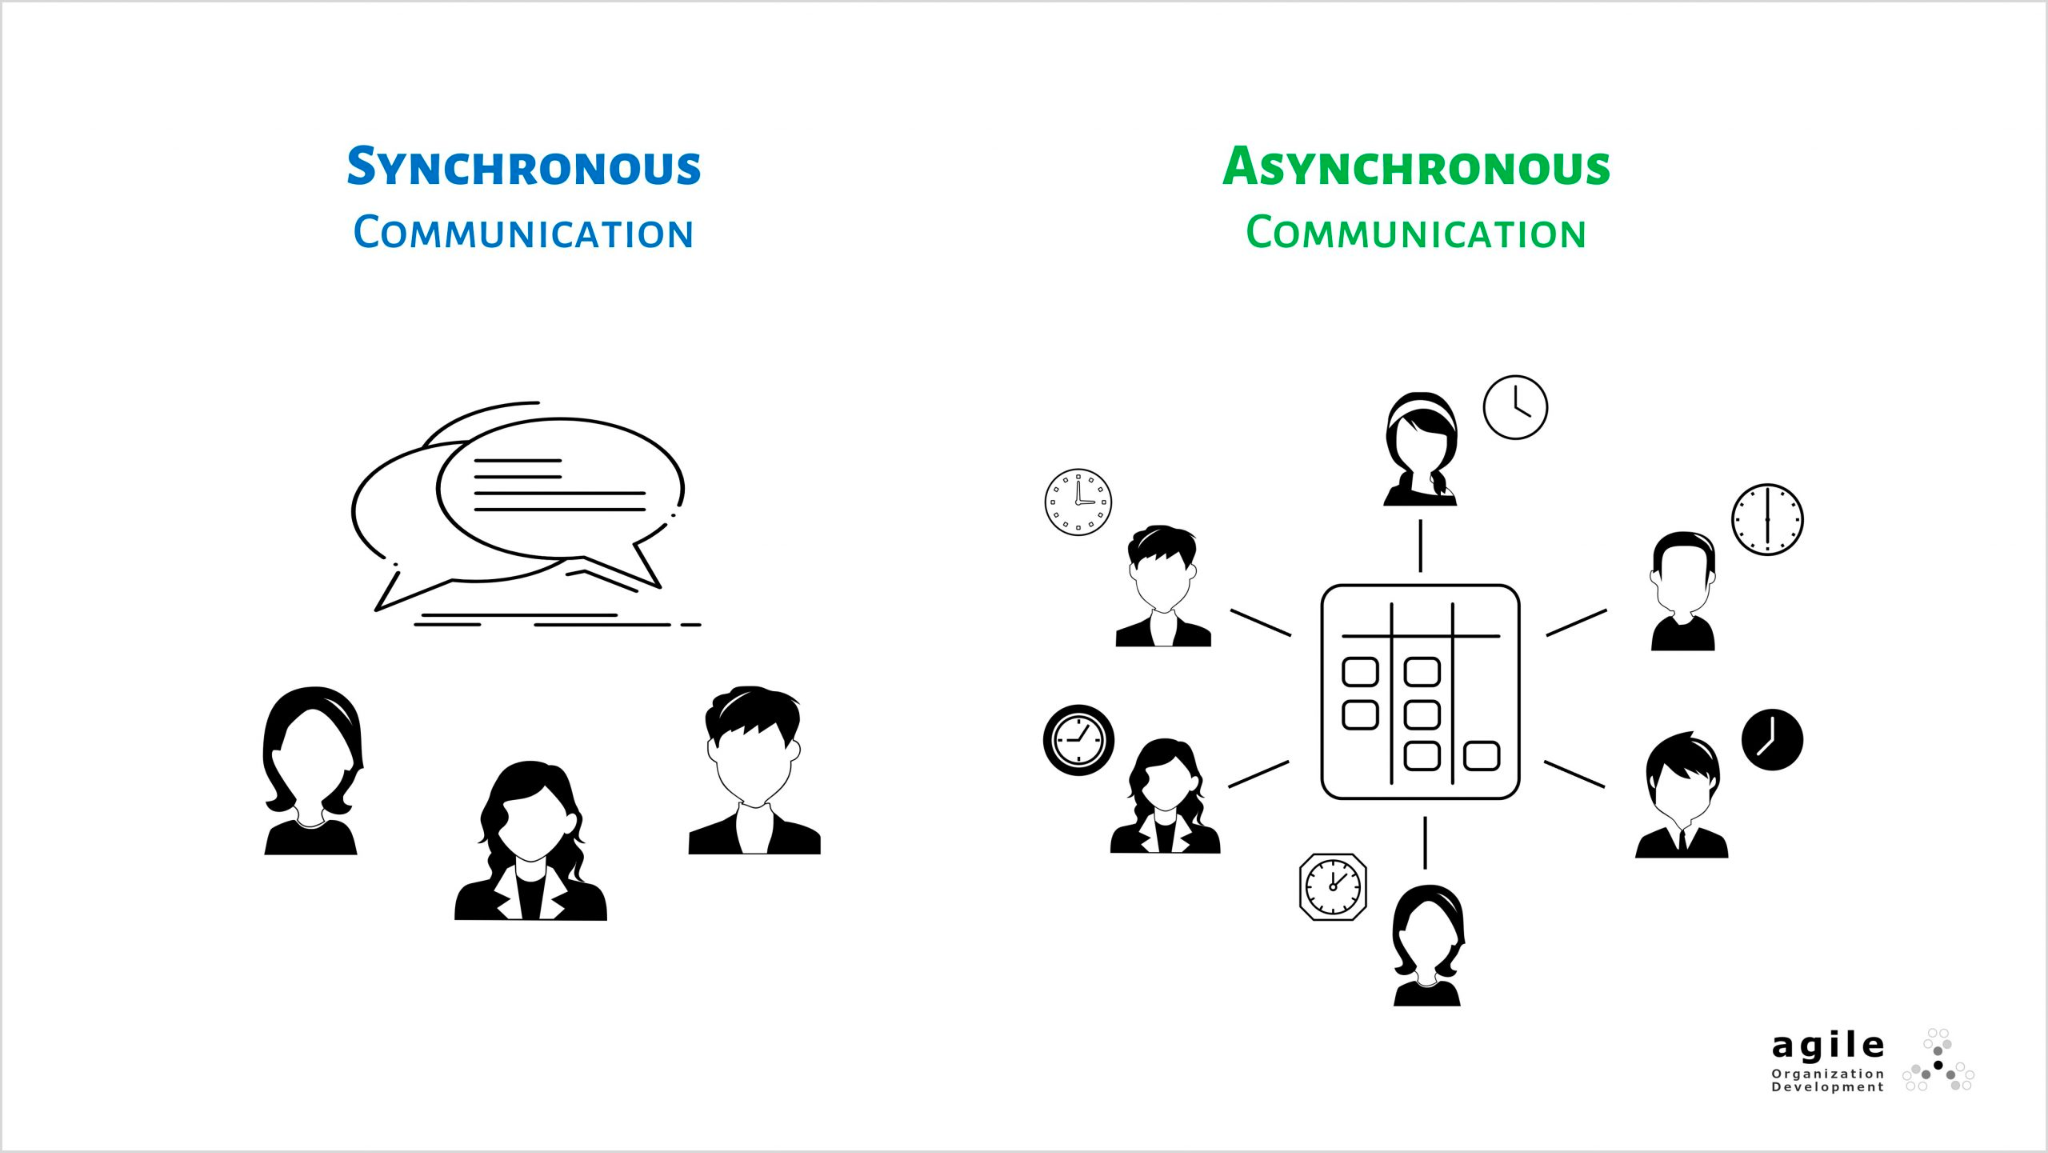 Synchronous
Communication
Asynchronous
Communication
agile
Organization
Development